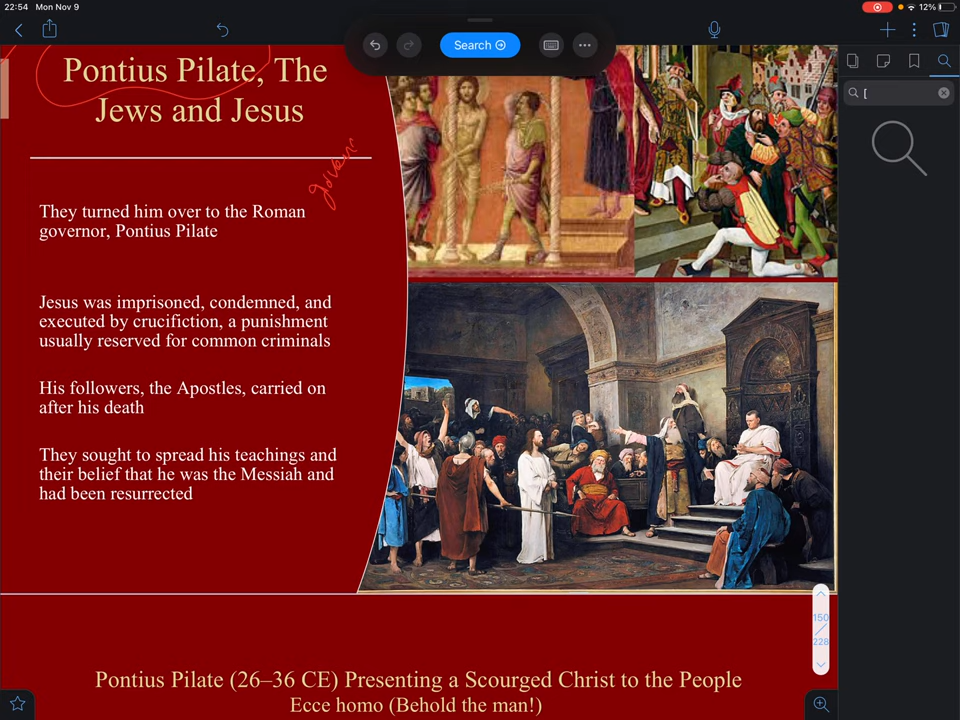 22:54 Mon Nov 9
12%
Search
[
Pontius Pilate, The
Jews and Jesus
They turned him over to the Roman
governor, Pontius Pilate
Jesus was imprisoned, condemned, and
executed by crucifiction, a punishment
usually reserved for common criminals
His followers, the Apostles, carried on
after his death
They sought to spread his teachings and
their belief that he was the Messiah and
had been resurrected
150
228
Pontius Pilate (26–36 CE) Presenting a Scourged Christ to the People
Ecce homo (Behold the man!)